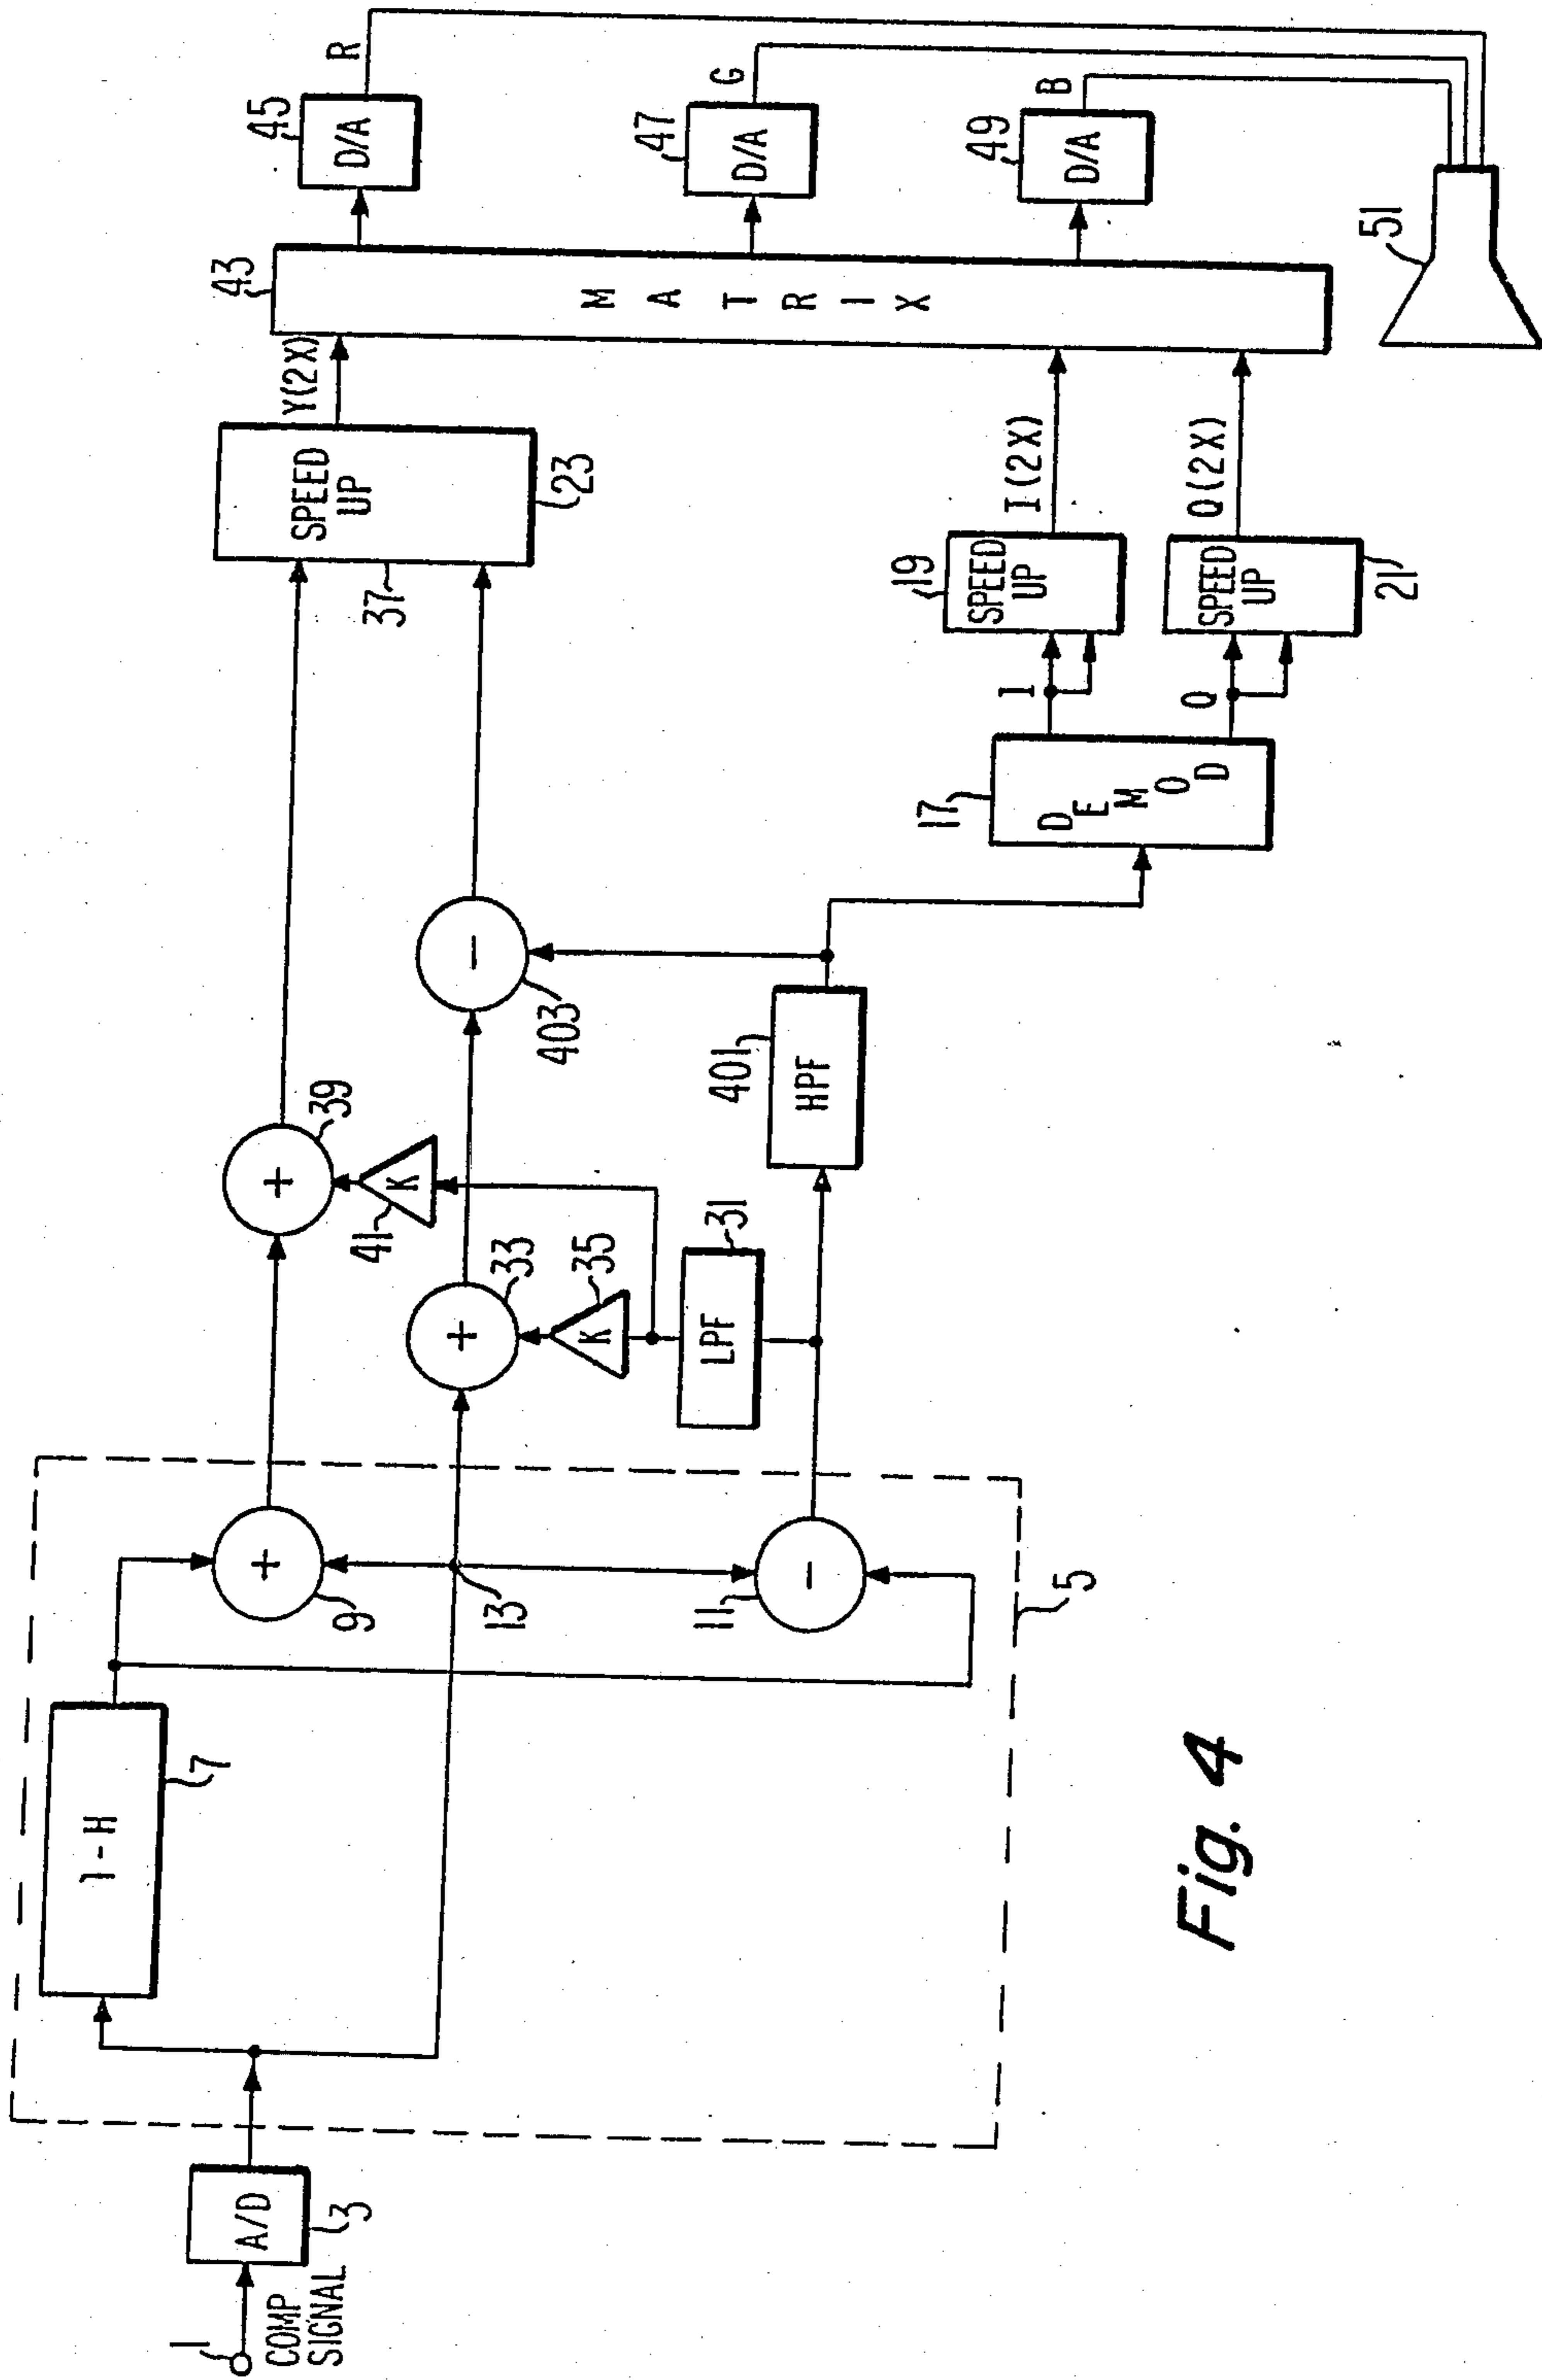 1
COMP
SIGNAL
A/D
3
1-H
7
5
+
9
13
-
11
+
39
K
41
+
33
K
35
LPF
31
HPF
401
-
403
SPEED
UP
37
23
Y(2X)
DEMOD
17
I
Q
SPEED
UP
19
I(2X)
SPEED
UP
21
Q(2X)
MATRIX
43
D/A
45
R
D/A
47
G
D/A
49
B
51
Fig. 4